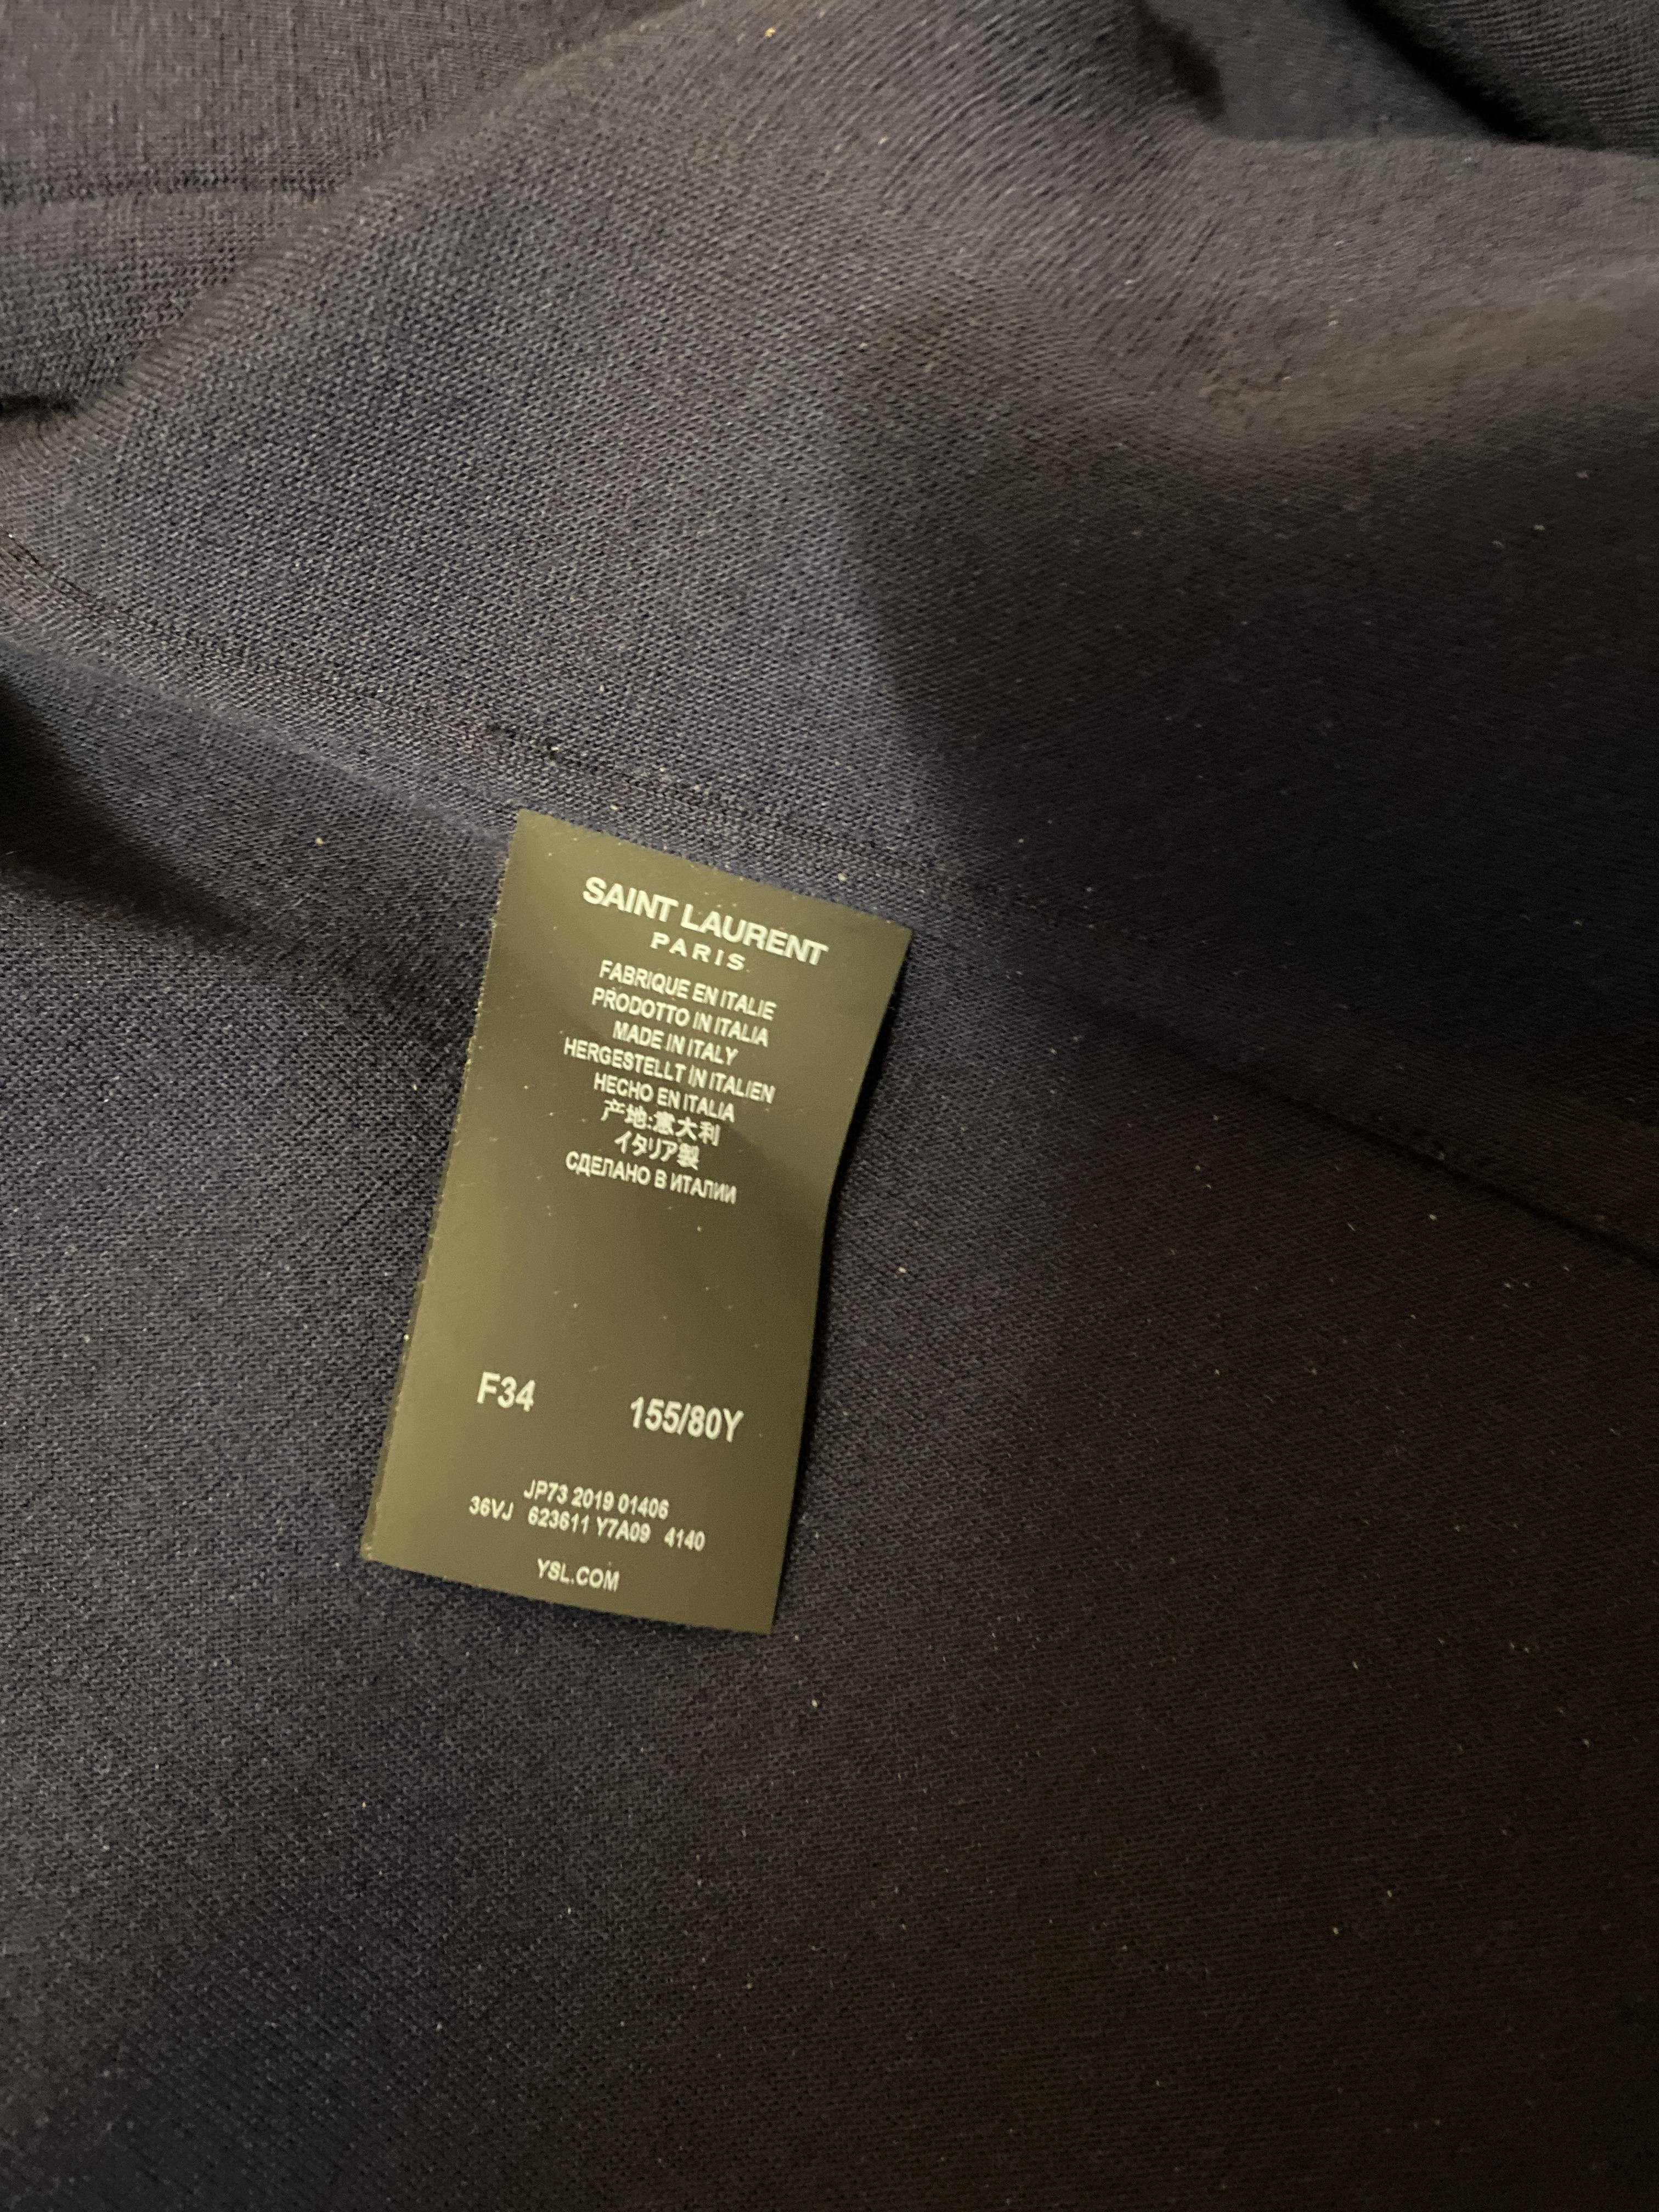 SAINT LAURENT
PARIS
FABRIQUE EN ITALIE
PRODOTTO IN ITALIA
MADE IN ITALY
HERGESTELLT IN ITALIEN
HECHO EN ITALIA
产地:意大利
イタリア製
СДЕЛАНО В ИТАЛИИ
F34 155/80Y
JP73 2019 01406
36VJ 623611 Y7A09 4140
YSL.COM